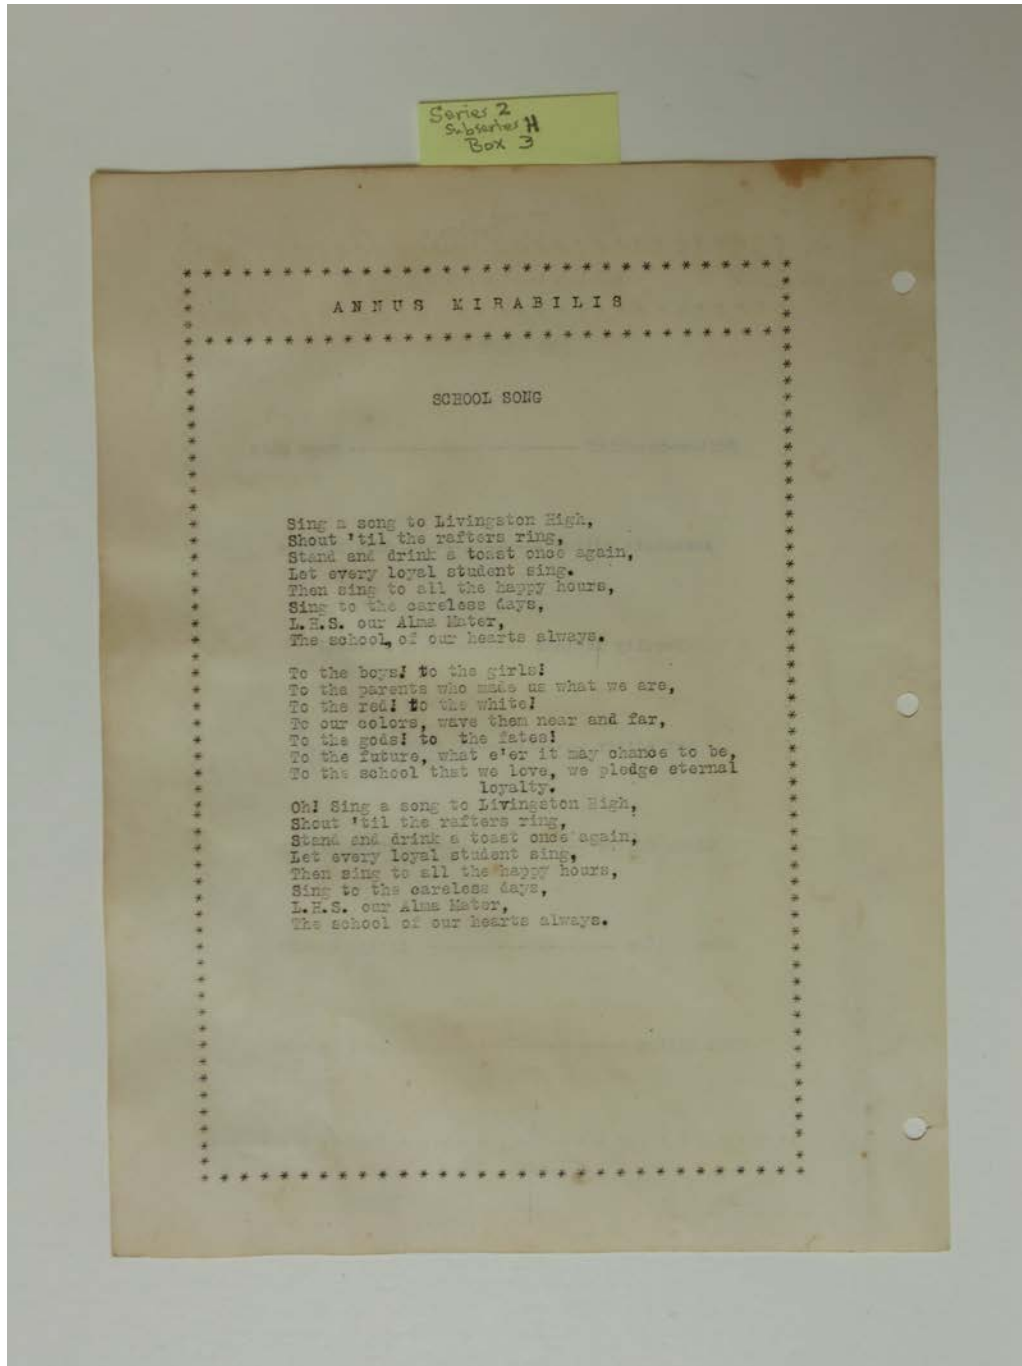 Series 2
Subseries H
Box 3
* * * * * * * * * * * * * * * * * * * * * * * * * * * * * * *
ANNUS MIRABILIS
* * * * * * * * * * * * * * * * * * * * * * * * * * * * * * *
SCHOOL SONG
Sing a song to Livingston High,
Shout 'til the rafters ring,
Stand and drink a toast once again,
Let every loyal student sing.
Then sing to all the happy hours,
Sing to the careless days,
L.H.S. our Alma Mater,
The school, of our hearts always.
To the boys! to the girls!
To the parents who made us what we are,
To the red! to the white!
To our colors, wave them near and far,
To the gods! to the fates!
To the future, what e'er it may chance to be,
To the school that we love, we pledge eternal
loyalty.
Oh! Sing a song to Livingston High,
Shout 'til the rafters ring,
Stand and drink a toast once again,
Let every loyal student sing,
Then sing to all the happy hours,
Sing to the careless days,
L.H.S. our Alma Mater,
The school of our hearts always.
* * * * * * * * * * * * * * * * * * * * * * * * * * * * * * *